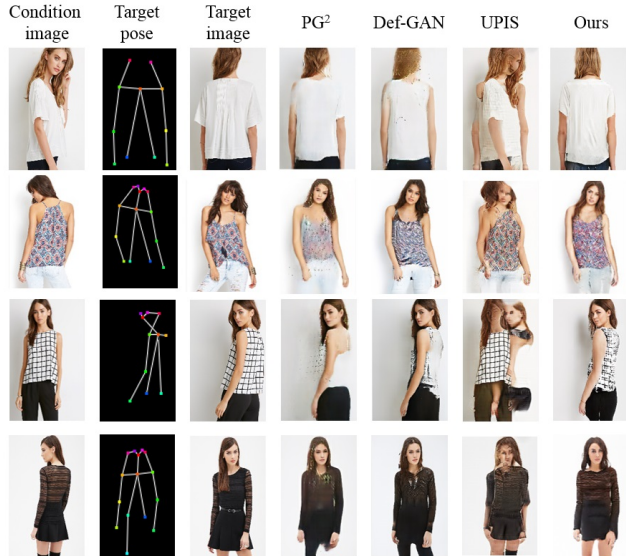 Condition image
Target pose
Target image
PG²
Def-GAN
UPIS
Ours